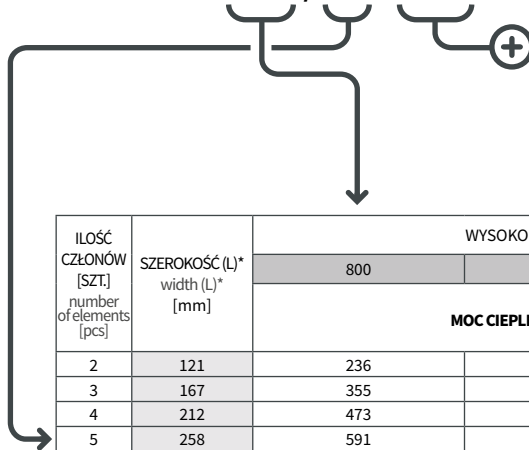 ILOŚĆ
CZŁONÓW
[SZT.]
number
of elements
[pcs]
SZEROKOŚĆ (L)*
width (L)*
[mm]
WYSOKO
800
MOC CIEPL
2 121 236
3 167 355
4 212 473
5 258 591